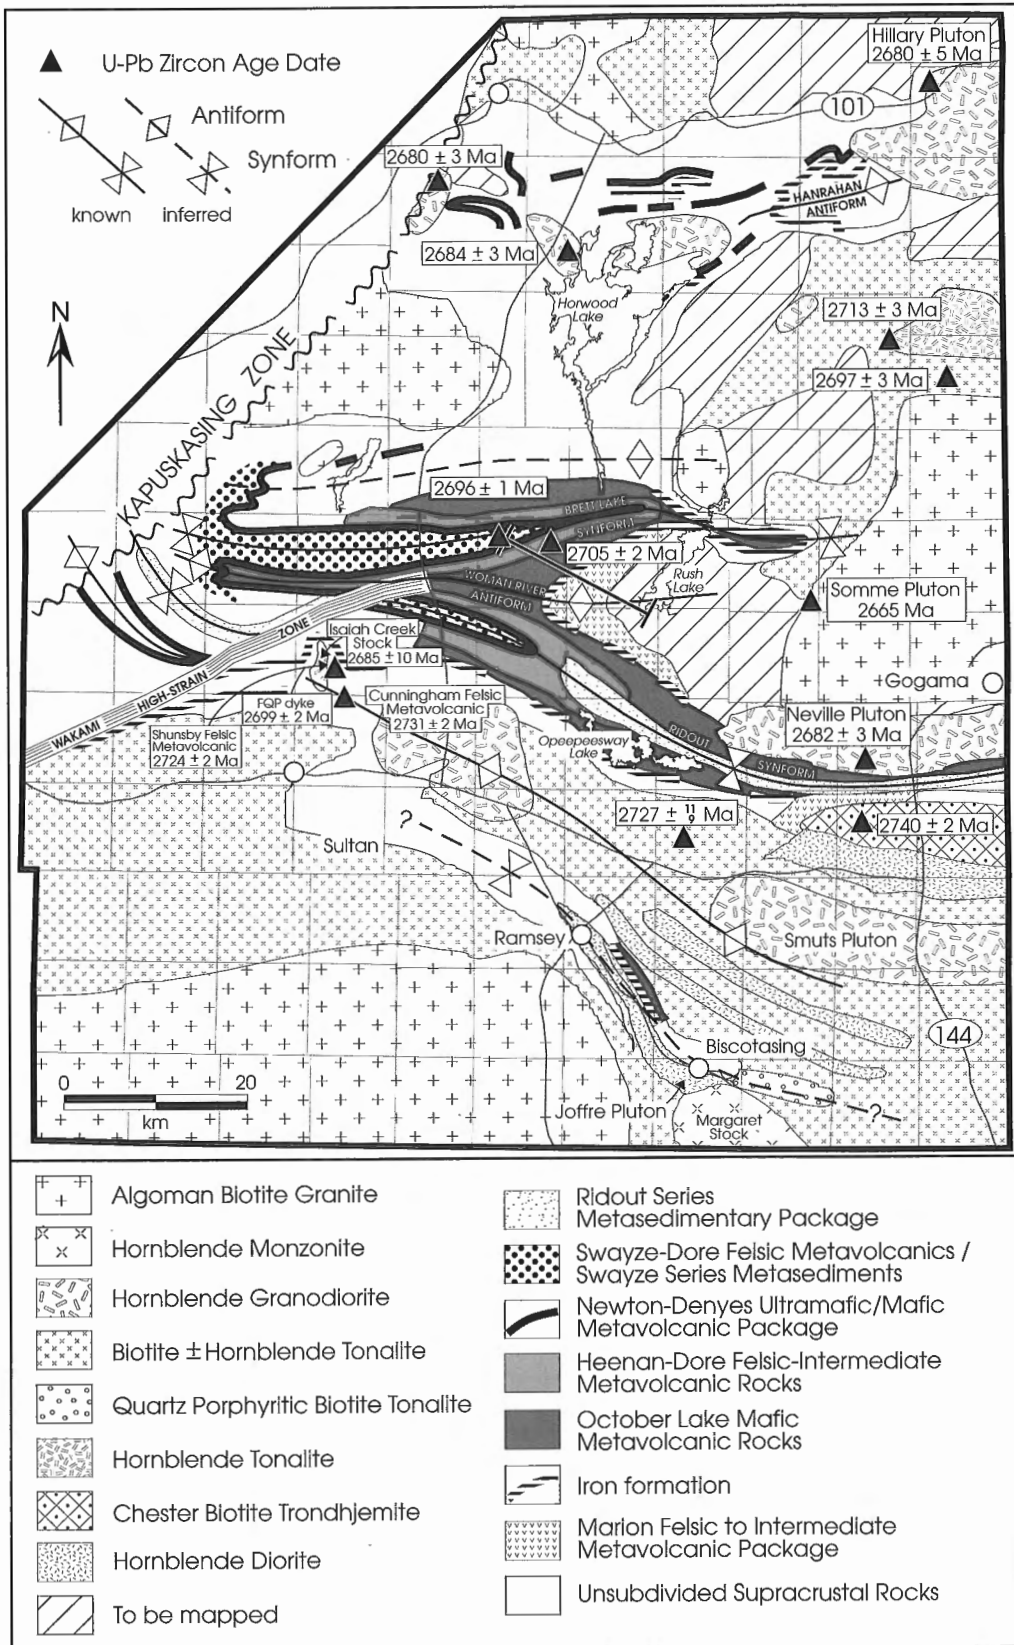 U-Pb Zircon Age Date
Antiform
Synform
known
inferred
N
Hillary Pluton
2680 ± 5 Ma
101
2680 ± 3 Ma
HANRAHAN
ANTIFORM
2684 ± 3 Ma
Horwood
Lake
2713 ± 3 Ma
2697 ± 3 Ma
KAPUSKASING ZONE
2696 ± 1 Ma
BRETT LAKE
SYNFORM
2705 ± 2 Ma
WOMAN RIVER
ANTIFORM
Rush
Lake
Somme Pluton
2665 Ma
Isaiah Creek
Stock
2685 ± 10 Ma
WAKAMI HIGH-STRAIN ZONE
FQP dyke
2699 ± 2 Ma
Cunningham Felsic
Metavolcanic
2731 ± 2 Ma
Gogama
Shunsby Felsic
Metavolcanic
2724 ± 2 Ma
Neville Pluton
2682 ± 3 Ma
Opeepeesway
Lake
RIDOUT
SYNFORM
2727 ± 11/9 Ma
2740 ± 2 Ma
?
Sultan
Ramsey
Smuts Pluton
144
Biscotasing
0 20
km
Joffre Pluton
Margaret
Stock
?
Algoman Biotite Granite
Hornblende Monzonite
Hornblende Granodiorite
Biotite ± Hornblende Tonalite
Quartz Porphyritic Biotite Tonalite
Hornblende Tonalite
Chester Biotite Trondhjemite
Hornblende Diorite
To be mapped
Ridout Series
Metasedimentary Package
Swayze-Dore Felsic Metavolcanics /
Swayze Series Metasediments
Newton-Denyes Ultramafic/Mafic
Metavolcanic Package
Heenan-Dore Felsic-Intermediate
Metavolcanic Rocks
October Lake Mafic
Metavolcanic Rocks
Iron formation
Marion Felsic to Intermediate
Metavolcanic Package
Unsubdivided Supracrustal Rocks